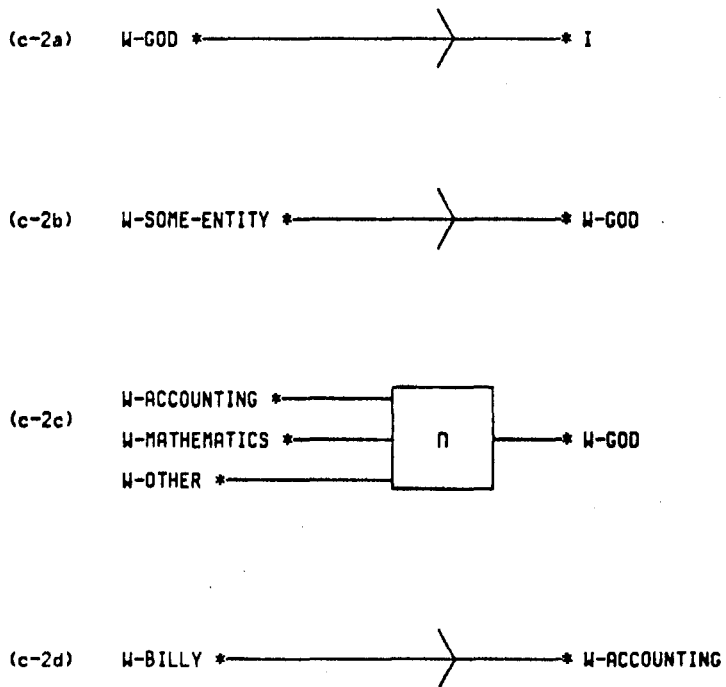 (c-2a) W-GOD * * I
(c-2b) W-SOME-ENTITY * * W-GOD
W-ACCOUNTING *
(c-2c) W-MATHEMATICS * n * W-GOD
W-OTHER *
(c-2d) W-BILLY * * W-ACCOUNTING